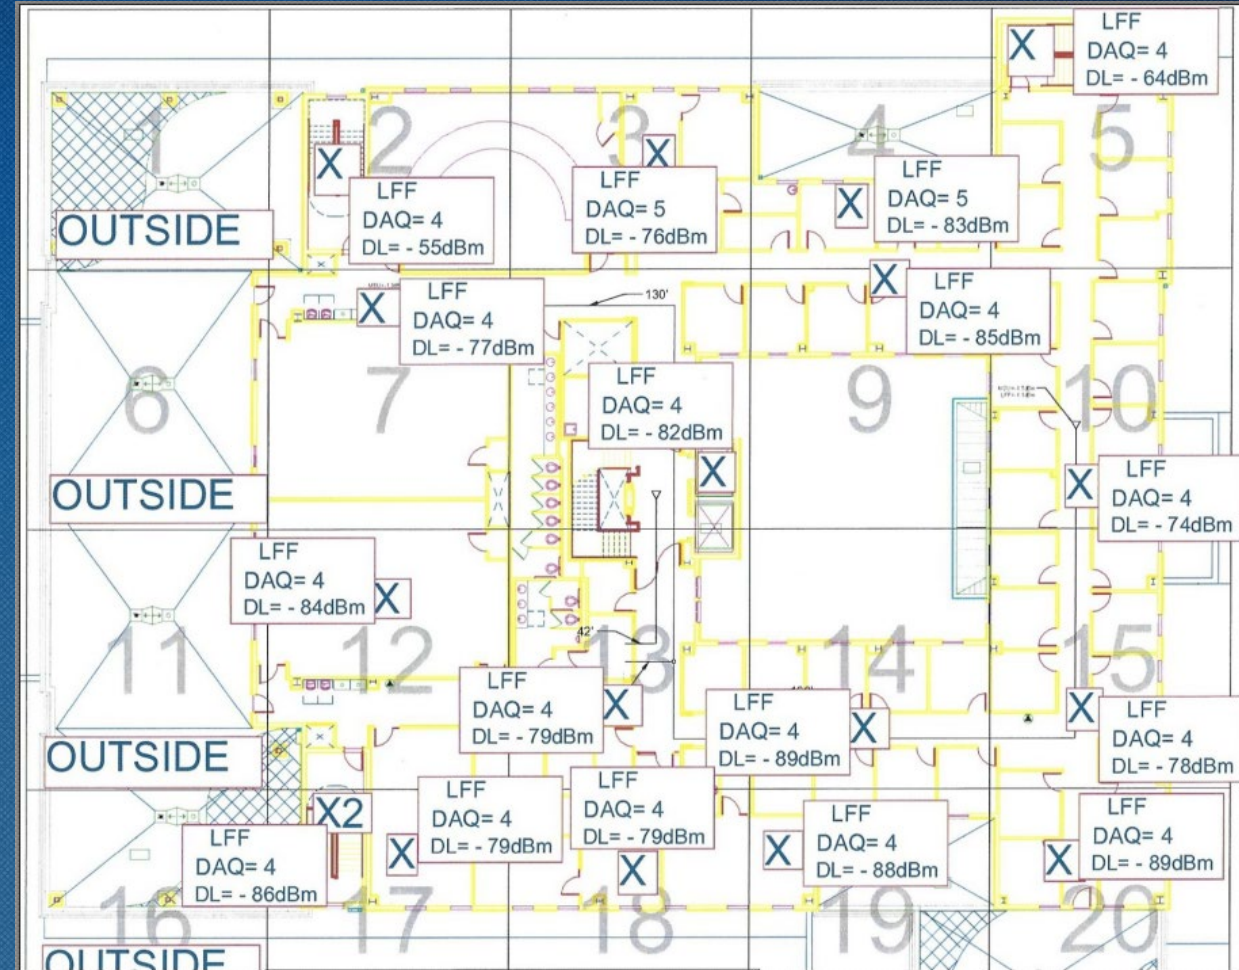 LFF
DAQ= 4
DL= - 64dBm
X
1
2
3
4
5
X
X
X
LFF
DAQ= 4
DL= - 55dBm
LFF
DAQ= 5
DL= - 76dBm
LFF
DAQ= 5
DL= - 83dBm
OUTSIDE
X
LFF
DAQ= 4
DL= - 77dBm
130'
X
LFF
DAQ= 4
DL= - 85dBm
6
7
9
10
LFF
DAQ= 4
DL= - 82dBm
X
X
LFF
DAQ= 4
DL= - 74dBm
OUTSIDE
LFF
DAQ= 4
DL= - 84dBm
X
42'
11
12
13
14
15
LFF
DAQ= 4
DL= - 79dBm
X
LFF
DAQ= 4
DL= - 89dBm
X
X
LFF
DAQ= 4
DL= - 78dBm
OUTSIDE
X2
LFF
DAQ= 4
DL= - 86dBm
X
LFF
DAQ= 4
DL= - 79dBm
LFF
DAQ= 4
DL= - 79dBm
X
X
LFF
DAQ= 4
DL= - 88dBm
X
LFF
DAQ= 4
DL= - 89dBm
16
17
18
19
20
OUTSIDE